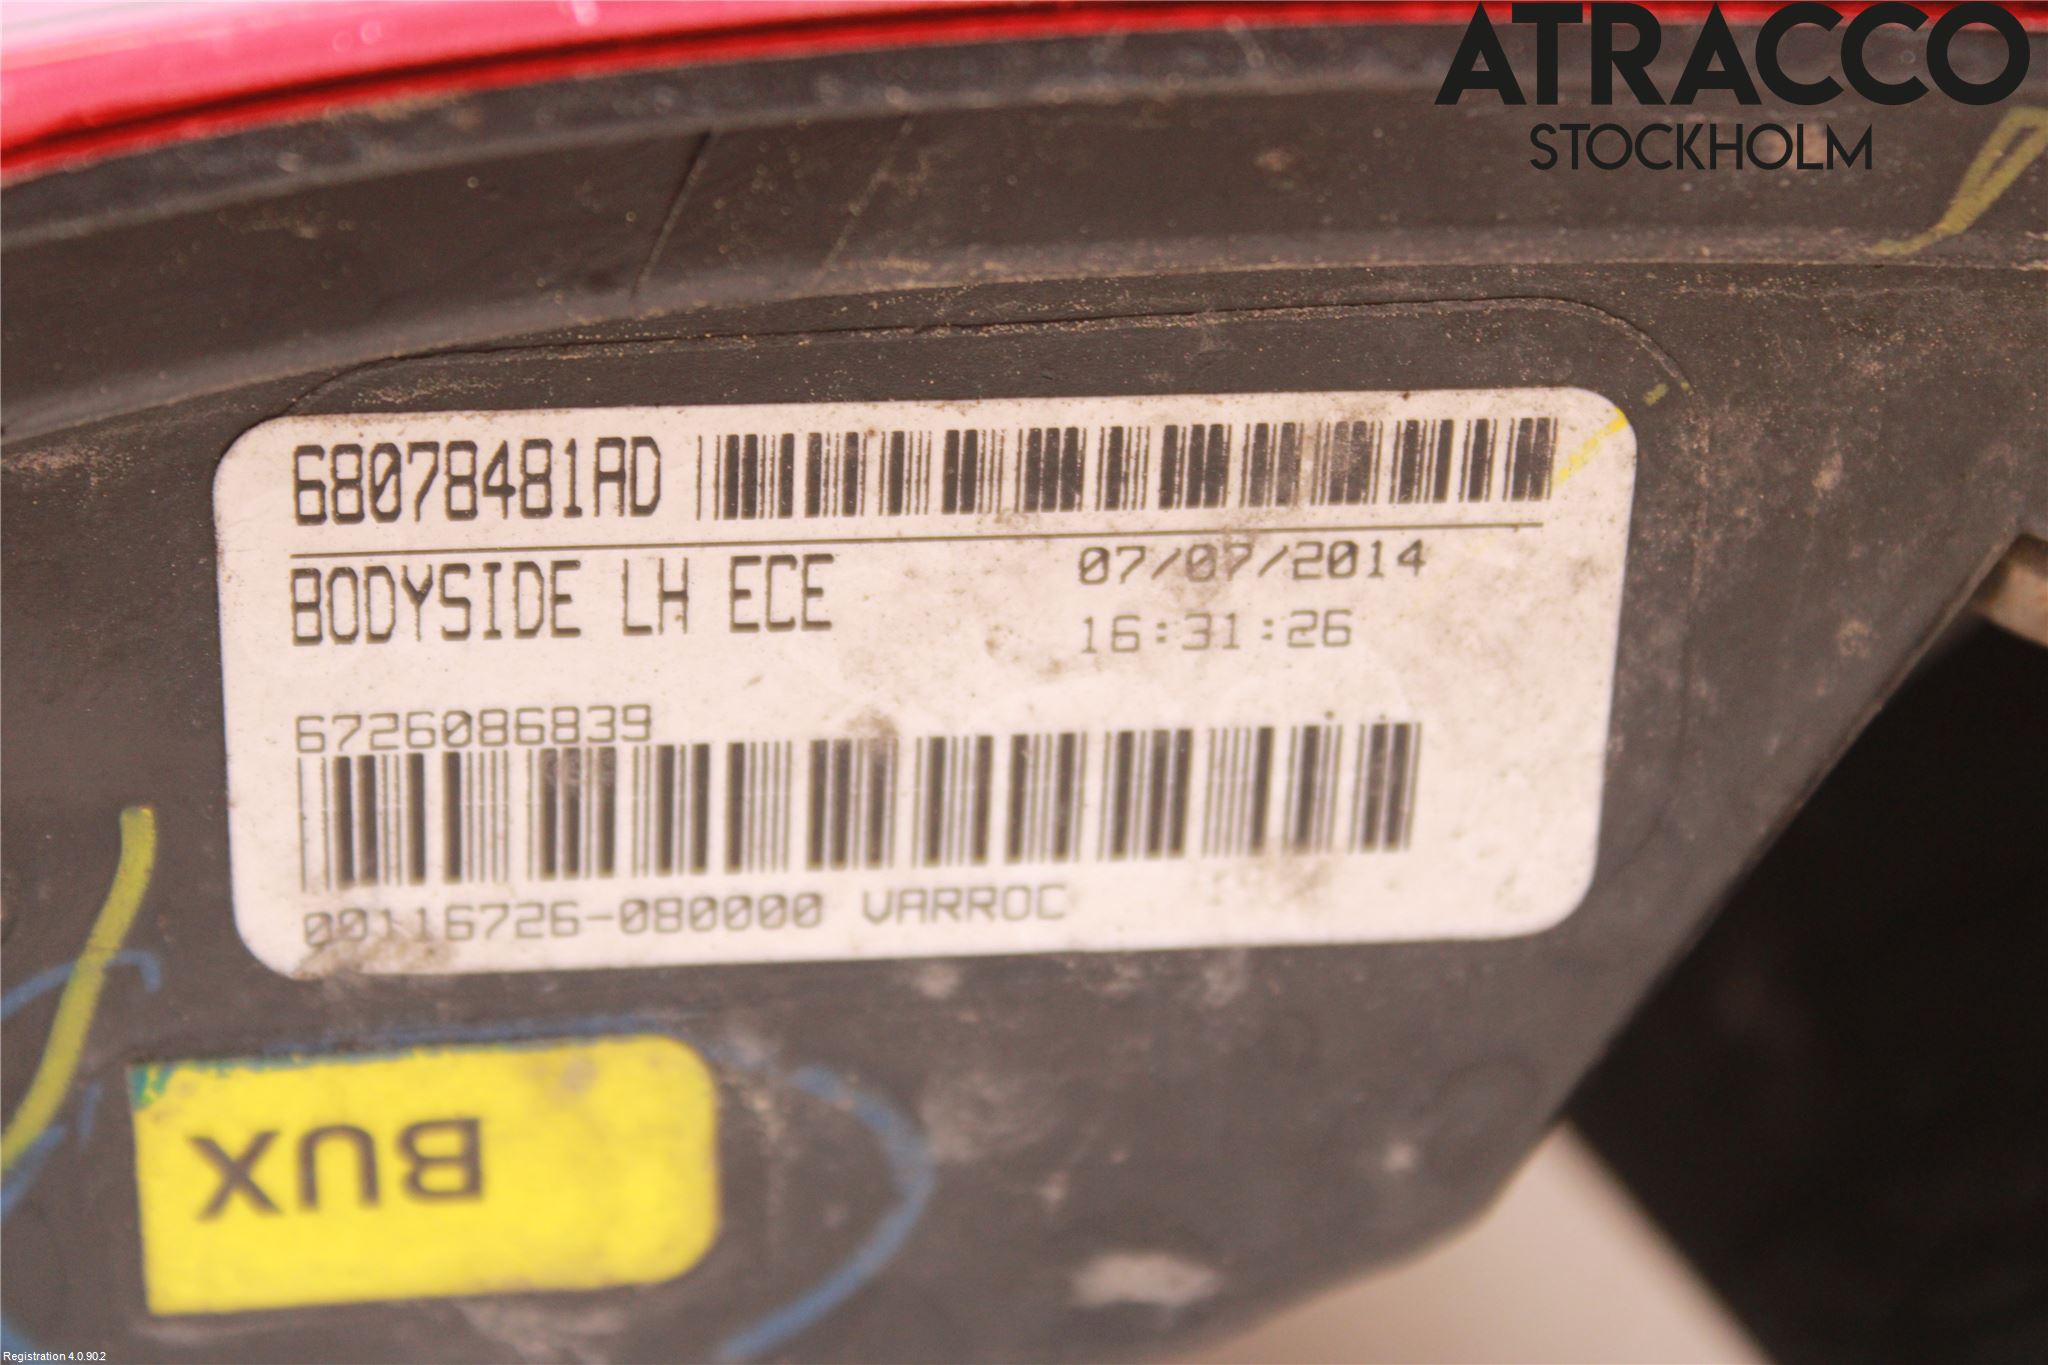 ATRACCO
STOCKHOLM
68078481AD
BODYSIDE LH ECE
07/07/2014
16:31:26
6726086839
00116726-080000 VARROC
BUX
Registration 4.0.90.2